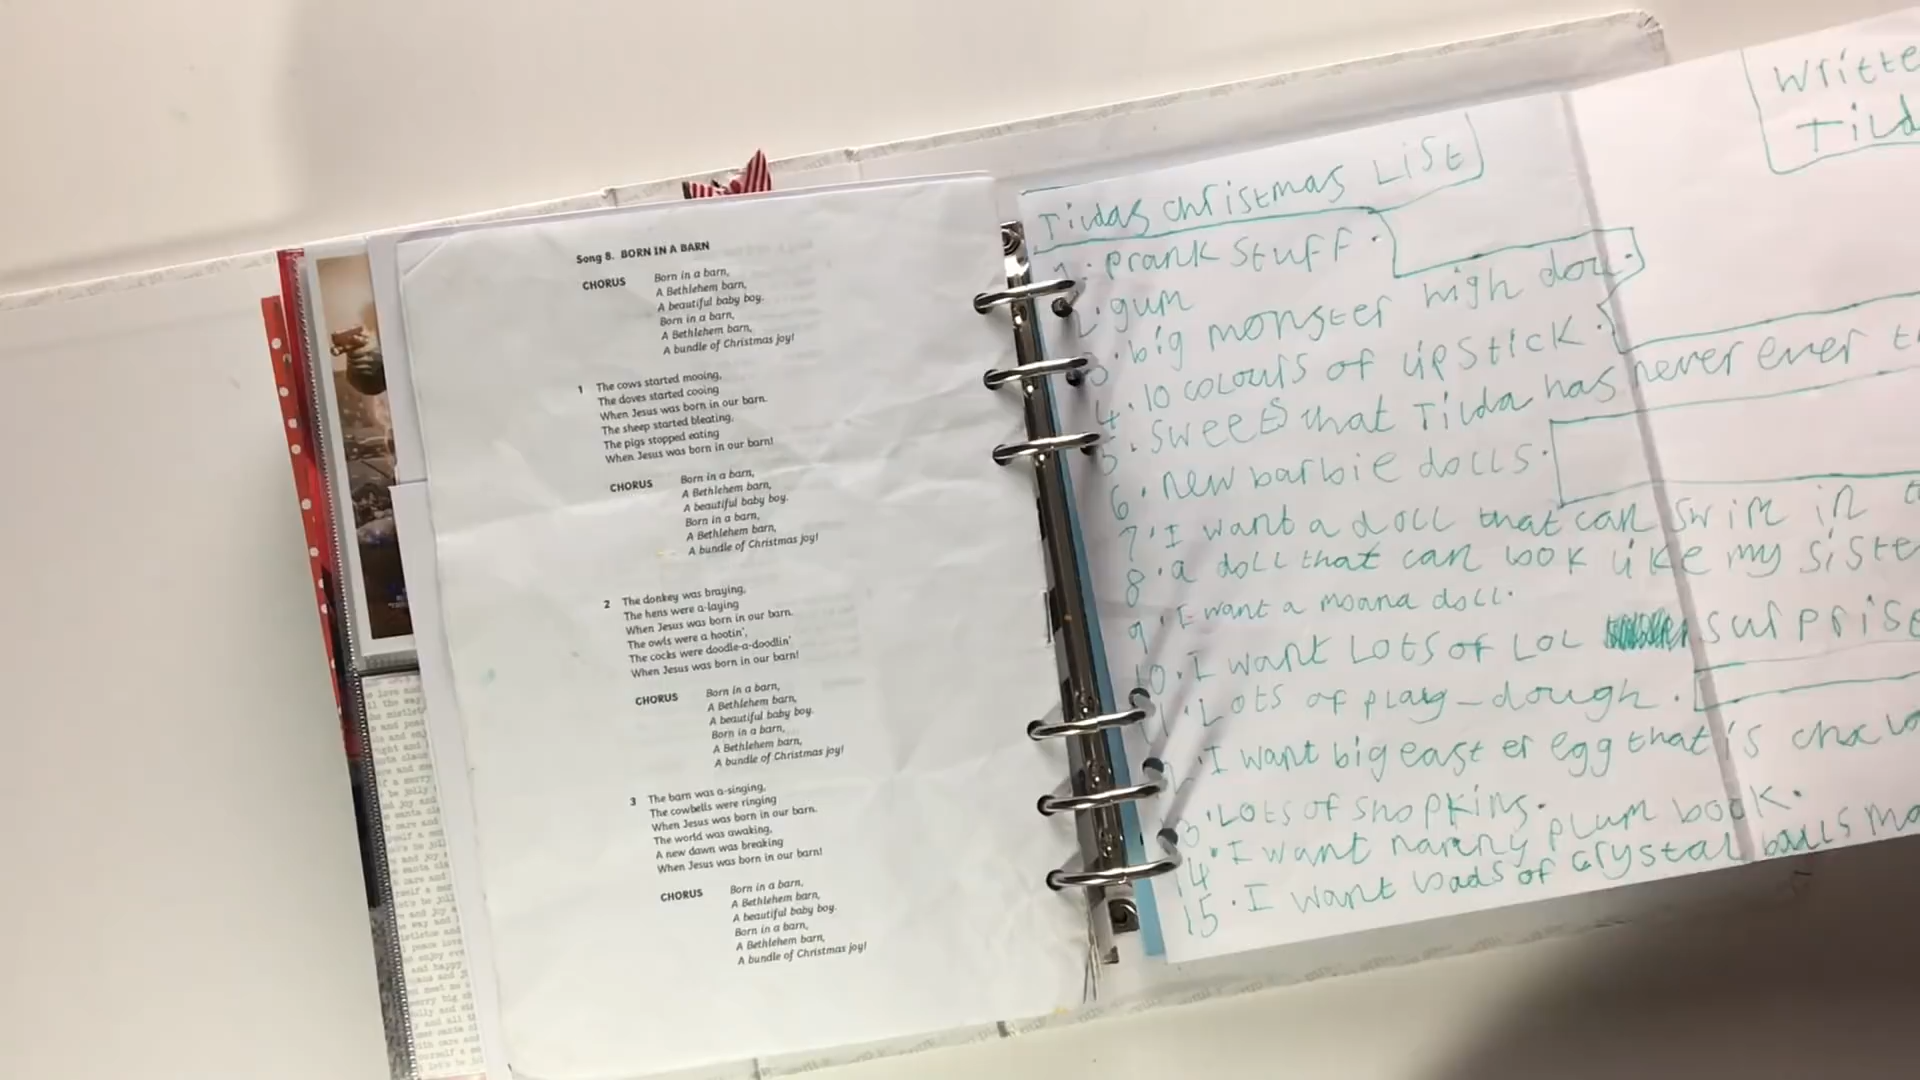 Song 8. BORN IN A BARN
CHORUS Born in a barn,
A Bethlehem barn,
A beautiful baby boy.
Born in a barn,
A Bethlehem barn,
A bundle of Christmas joy!
1 The cows started mooing,
The doves started cooing
When Jesus was born in our barn.
The sheep started bleating,
The pigs stopped eating
When Jesus was born in our barn!
CHORUS Born in a barn,
A Bethlehem barn,
A beautiful baby boy.
Born in a barn,
A Bethlehem barn,
A bundle of Christmas joy!
2 The donkey was braying,
The hens were a-laying
When Jesus was born in our barn.
The owls were a hootin',
The cocks were doodle-a-doodlin'
When Jesus was born in our barn!
CHORUS Born in a barn,
A Bethlehem barn,
A beautiful baby boy.
Born in a barn,
A Bethlehem barn,
A bundle of Christmas joy!
3 The barn was a-singing,
The cowbells were ringing
When Jesus was born in our barn.
The world was awaking,
A new dawn was breaking
When Jesus was born in our barn!
CHORUS Born in a barn,
A Bethlehem barn,
A beautiful baby boy.
Born in a barn,
A Bethlehem barn,
A bundle of Christmas joy!
Tildas christmas List
1. prank stuff.
2. gum
3. big monster high doll.
4. 10 colours of lipstick.
5. sweets that Tilda has never ever
6. new barbie dolls.
7. I want a doll that can swim in
8. a doll that can look like my
9. I want a moana doll.
10. I want Lots of LOL surprise
11. Lots of play-dough.
12. I want big easter egg that is
13. Lots of shopkins.
14. I want nanny plum book.
15. I want loads of crystal balls